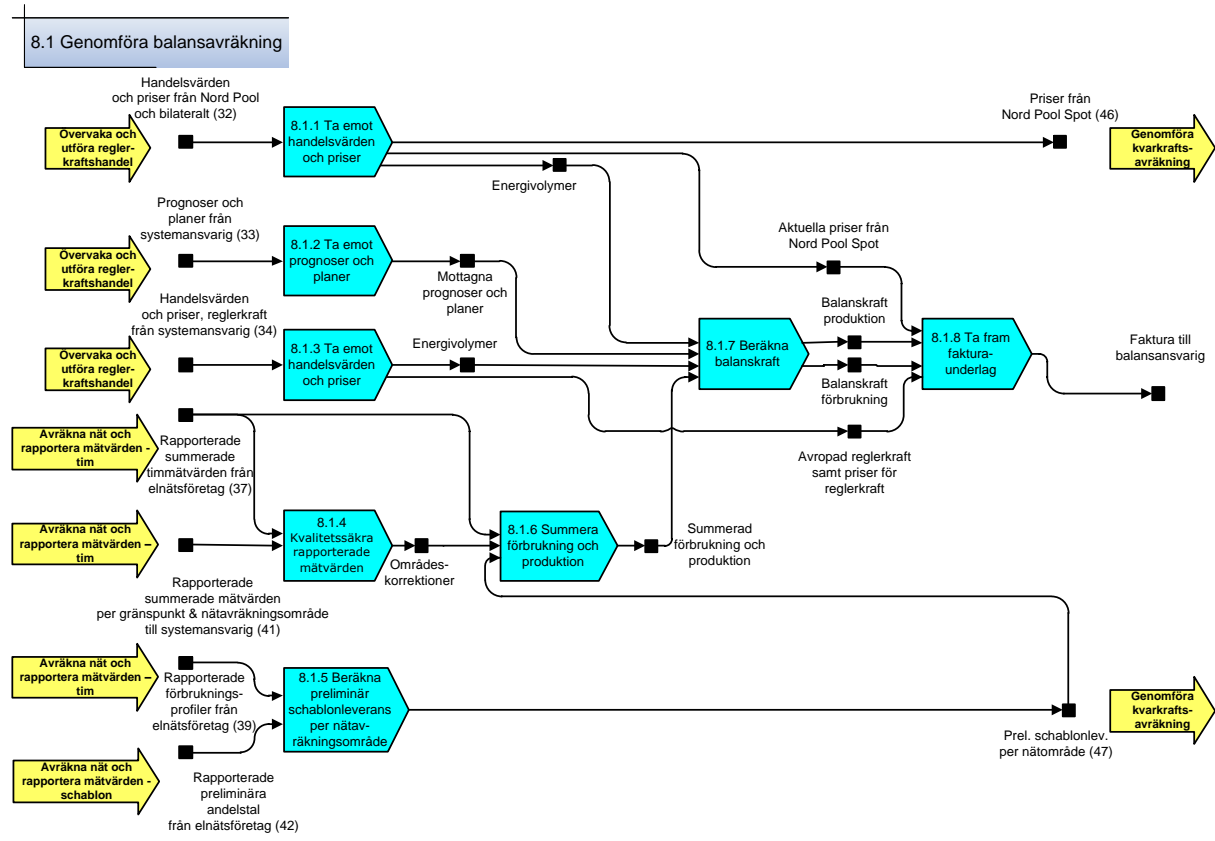 8.1 Genomföra balansavräkning
Handelsvärden
och priser från Nord Pool
och bilateralt (32)
Övervaka och
utföra regler-
kraftshandel
8.1.1 Ta emot
handelsvärden
och priser
Priser från
Nord Pool Spot (46)
Genomföra
kvarkrafts-
avräkning
Energivolymer
Prognoser och
planer från
systemansvarig (33)
Övervaka och
utföra regler-
kraftshandel
8.1.2 Ta emot
prognoser och
planer
Mottagna
prognoser och
planer
Aktuella priser från
Nord Pool Spot
Handelsvärden
och priser, reglerkraft
från systemansvarig (34)
Övervaka och
utföra regler-
kraftshandel
8.1.3 Ta emot
handelsvärden
och priser
Energivolymer
8.1.7 Beräkna
balanskraft
Balanskraft
produktion
Balanskraft
förbrukning
8.1.8 Ta fram
faktura-
underlag
Faktura till
balansansvarig
Avropad reglerkraft
samt priser för
reglerkraft
Avräkna nät och
rapportera mätvärden -
tim
Rapporterade
summerade
timmätvärden från
elnätsföretag
(37)
Avräkna nät och
rapportera mätvärden –
tim
8.1.4
Kvalitetssäkra
rapporterade
mätvärden
Områdes-
korrektioner
8.1.6 Summera
förbrukning och
produktion
Summerad
förbrukning och
produktion
Rapporterade
summerade mätvärden
per gränspunkt & nätavräkningsområde
till systemansvarig (41)
Avräkna nät och
rapportera mätvärden –
tim
Rapporterade
förbruknings-
profiler från
elnätsföretag
(39)
8.1.5 Beräkna
preliminär
schablonleverans
per nätav-
räkningsområde
Prel. schablonlev.
per nätområde (47)
Genomföra
kvarkrafts-
avräkning
Avräkna nät och
rapportera mätvärden -
schablon
Rapporterade
preliminära
andelstal
från elnätsföretag (42)